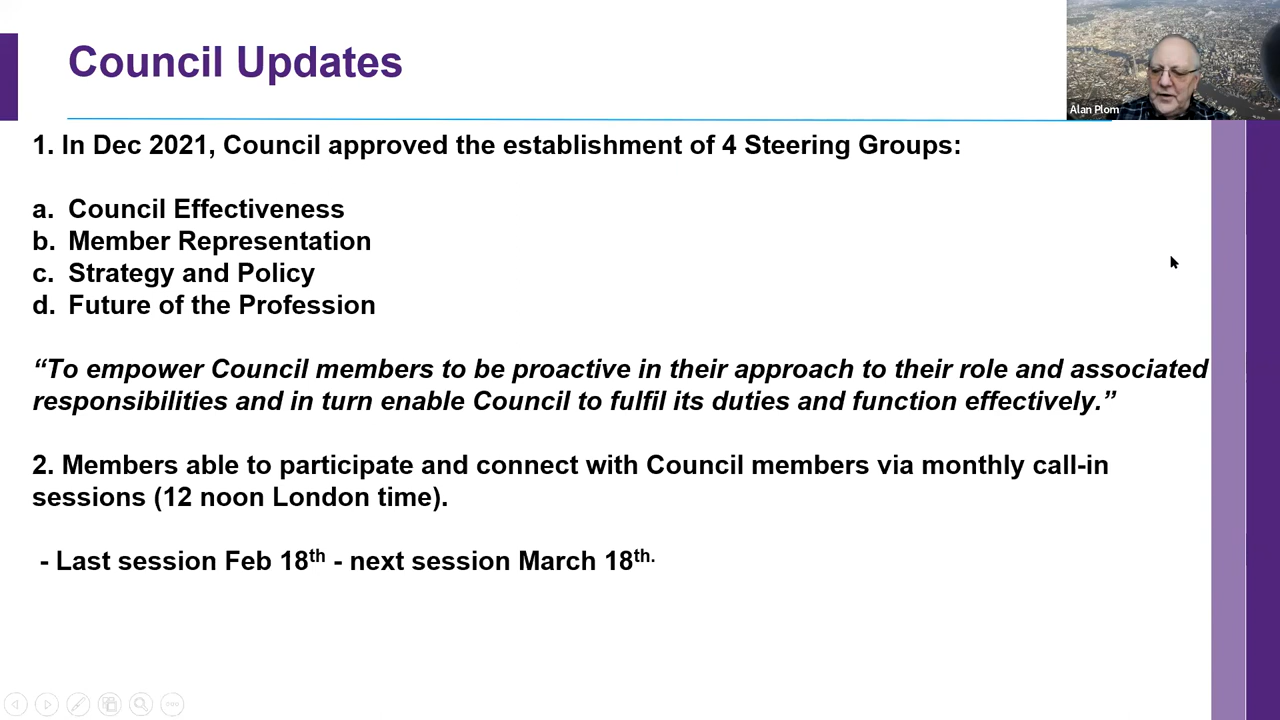 Council Updates
Alan Plom
1. In Dec 2021, Council approved the establishment of 4 Steering Groups:
a. Council Effectiveness
b. Member Representation
c. Strategy and Policy
d. Future of the Profession
“To empower Council members to be proactive in their approach to their role and associated
responsibilities and in turn enable Council to fulfil its duties and function effectively.”
2. Members able to participate and connect with Council members via monthly call-in
sessions (12 noon London time).
- Last session Feb 18th - next session March 18th.